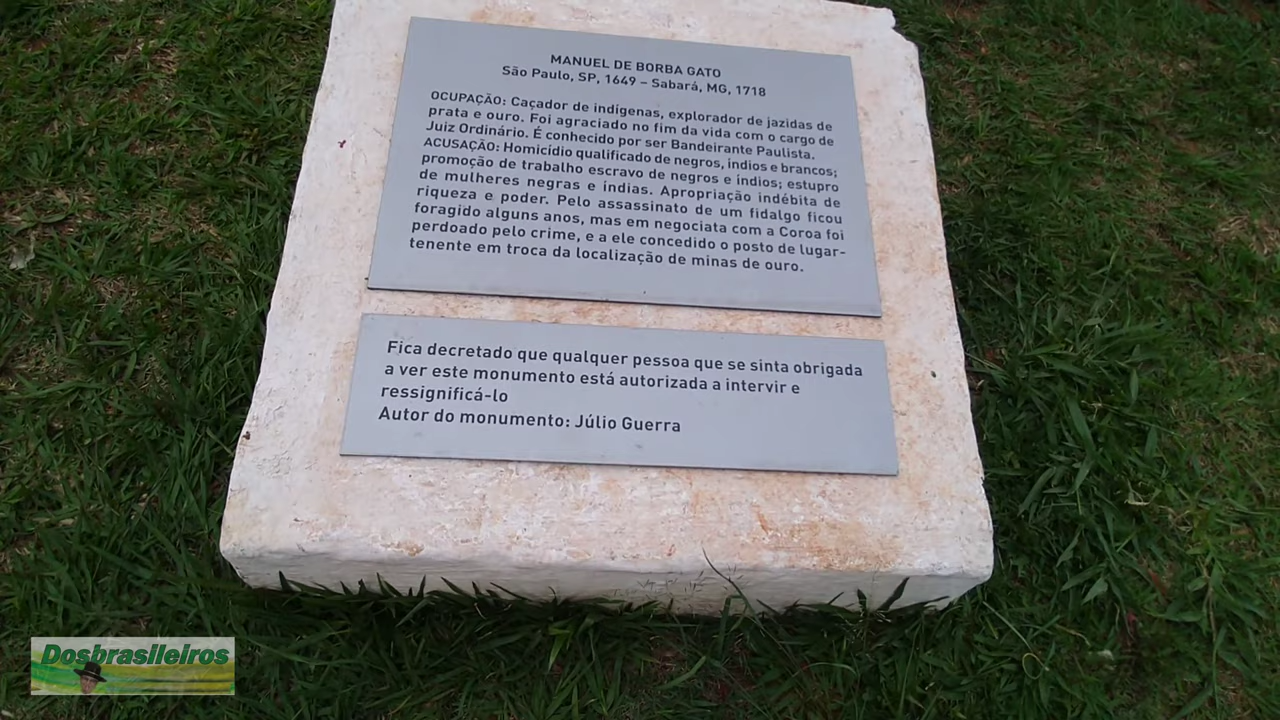 MANUEL DE BORBA GATO
São Paulo, SP, 1649 – Sabará, MG, 1718
OCUPAÇÃO: Caçador de indígenas, explorador de jazidas de
prata e ouro. Foi agraciado no fim da vida com o cargo de
Juiz Ordinário. É conhecido por ser Bandeirante Paulista.
ACUSAÇÃO: Homicídio qualificado de negros, índios e brancos;
promoção de trabalho escravo de negros e índios; estupro
de mulheres negras e índias. Apropriação indébita de
riqueza e poder. Pelo assassinato de um fidalgo ficou
foragido alguns anos, mas em negociata com a Coroa foi
perdoado pelo crime, e a ele concedido o posto de lugar-
tenente em troca da localização de minas de ouro.
Fica decretado que qualquer pessoa que se sinta obrigada
a ver este monumento está autorizada a intervir e
ressignificá-lo
Autor do monumento: Júlio Guerra
Dosbrasileiros